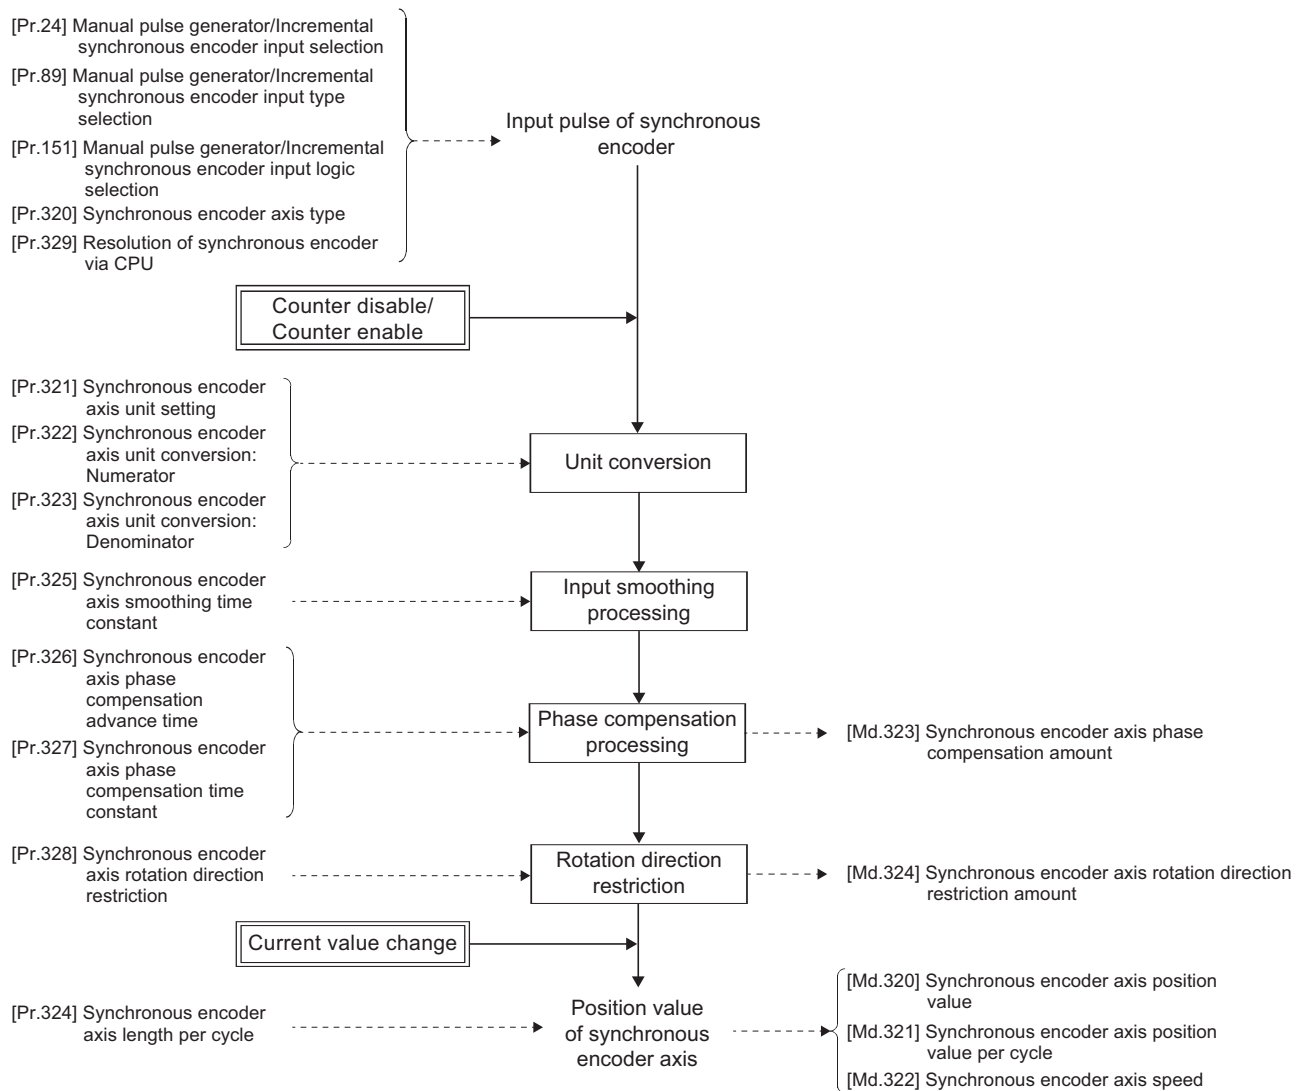 [Pr.24] Manual pulse generator/Incremental
synchronous encoder input selection
[Pr.89] Manual pulse generator/Incremental
synchronous encoder input type
selection
[Pr.151] Manual pulse generator/Incremental
synchronous encoder input logic
selection
[Pr.320] Synchronous encoder axis type
[Pr.329] Resolution of synchronous encoder
via CPU
Input pulse of synchronous
encoder
Counter disable/
Counter enable
[Pr.321] Synchronous encoder
axis unit setting
[Pr.322] Synchronous encoder
axis unit conversion:
Numerator
[Pr.323] Synchronous encoder
axis unit conversion:
Denominator
Unit conversion
[Pr.325] Synchronous encoder
axis smoothing time
constant
Input smoothing
processing
[Pr.326] Synchronous encoder
axis phase
compensation
advance time
[Pr.327] Synchronous encoder
axis phase
compensation time
constant
Phase compensation
processing
[Md.323] Synchronous encoder axis phase
compensation amount
[Pr.328] Synchronous encoder
axis rotation direction
restriction
Rotation direction
restriction
[Md.324] Synchronous encoder axis rotation direction
restriction amount
Current value change
[Pr.324] Synchronous encoder
axis length per cycle
Position value
of synchronous
encoder axis
[Md.320] Synchronous encoder axis position
value
[Md.321] Synchronous encoder axis position
value per cycle
[Md.322] Synchronous encoder axis speed